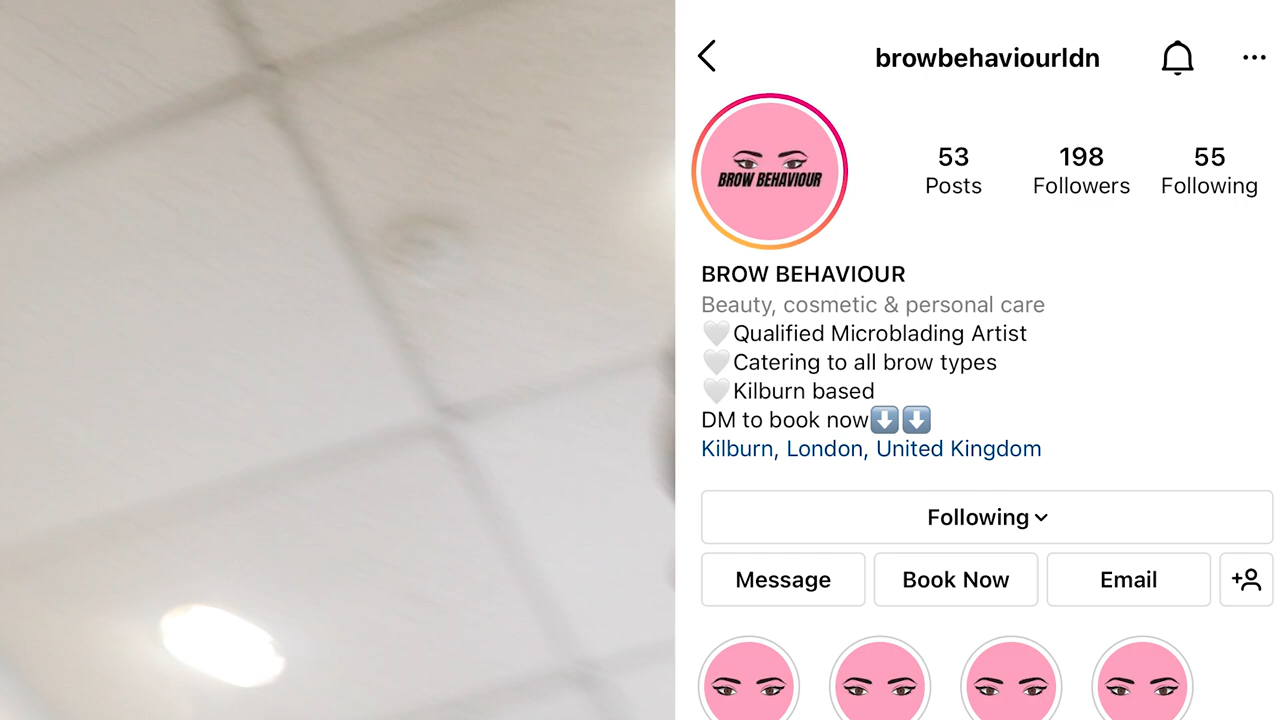 browbehaviourldn
BROW BEHAVIOUR
53
Posts
198
Followers
55
Following
BROW BEHAVIOUR
Beauty, cosmetic & personal care
🤍Qualified Microblading Artist
🤍Catering to all brow types
🤍Kilburn based
DM to book now⬇️⬇️
Kilburn, London, United Kingdom
Following
Message
Book Now
Email